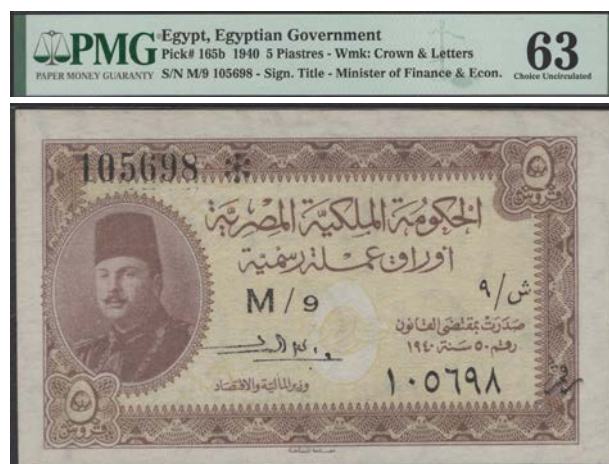 PMG
PAPER MONEY GUARANTY
Egypt, Egyptian Government
Pick# 165b 1940 5 Piastres - Wmk: Crown & Letters
S/N M/9 105698 - Sign. Title - Minister of Finance & Econ.
63
Choice Uncirculated
105698
٥
قروش
الحكومة الملكية المصرية
أوراق عملة رسمية
M / 9
ش/ ٩
صدرت بمقتضى القانون
رقم ٥٠ سنة ١٩٤٠
وزير المالية والاقتصاد
١٠٥٦٩٨
٥
قروش